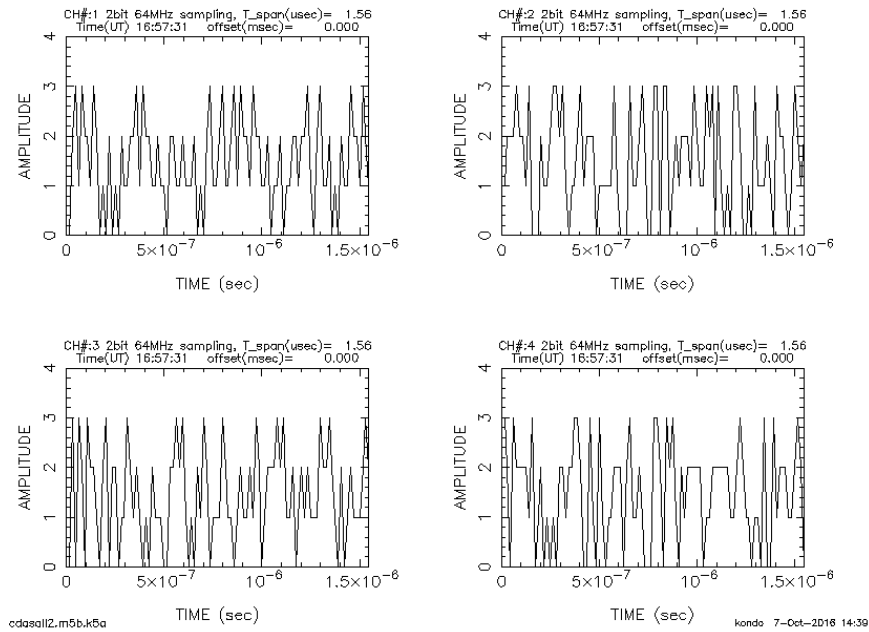 CH#:1 2bit 64MHz sampling, T_span(usec)= 1.56
Time(UT) 16:57:31 offset(msec)= 0.000
AMPLITUDE
4
3
2
1
0
0 5×10⁻⁷ 10⁻⁶ 1.5×10⁻⁶
TIME (sec)
CH#:2 2bit 64MHz sampling, T_span(usec)= 1.56
Time(UT) 16:57:31 offset(msec)= 0.000
AMPLITUDE
4
3
2
1
0
0 5×10⁻⁷ 10⁻⁶ 1.5×10⁻⁶
TIME (sec)
CH#:3 2bit 64MHz sampling, T_span(usec)= 1.56
Time(UT) 16:57:31 offset(msec)= 0.000
AMPLITUDE
4
3
2
1
0
0 5×10⁻⁷ 10⁻⁶ 1.5×10⁻⁶
TIME (sec)
CH#:4 2bit 64MHz sampling, T_span(usec)= 1.56
Time(UT) 16:57:31 offset(msec)= 0.000
AMPLITUDE
4
3
2
1
0
0 5×10⁻⁷ 10⁻⁶ 1.5×10⁻⁶
TIME (sec)
cdasall2.m5b.k5a
kondo 7-Oct-2016 14:39